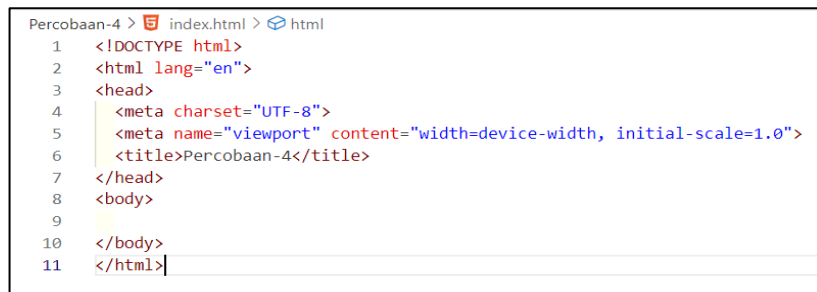 Percobaan-4 > index.html > html
1 <!DOCTYPE html>
2 <html lang="en">
3 <head>
4 <meta charset="UTF-8">
5 <meta name="viewport" content="width=device-width, initial-scale=1.0">
6 <title>Percobaan-4</title>
7 </head>
8 <body>
9
10 </body>
11 </html>